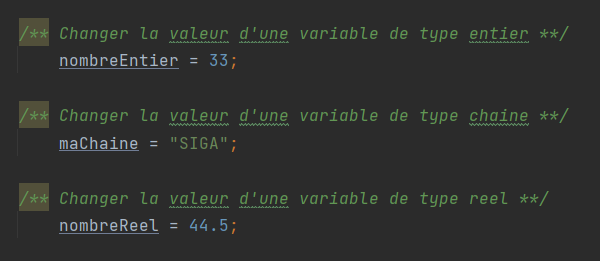 /** Changer la valeur d'une variable de type entier **/
nombreEntier = 33;
/** Changer la valeur d'une variable de type chaine **/
maChaine = "SIGA";
/** Changer la valeur d'une variable de type reel **/
nombreReel = 44.5;